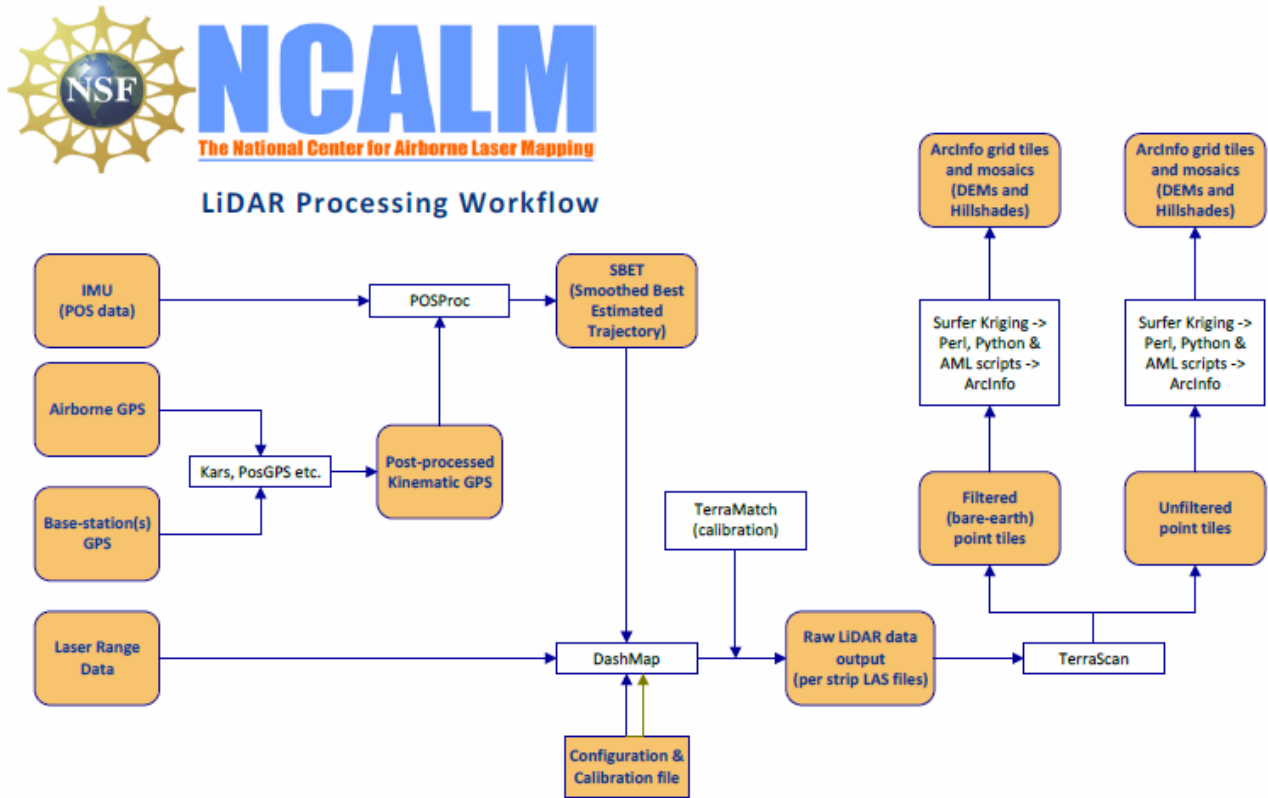 NSF
NCALM
The National Center for Airborne Laser Mapping
LiDAR Processing Workflow
IMU
(POS data)
POSProc
SBET
(Smoothed Best
Estimated
Trajectory)
Airborne GPS
Kars, PosGPS etc.
Post-processed
Kinematic GPS
Base-station(s)
GPS
Laser Range
Data
DashMap
Configuration &
Calibration file
TerraMatch
(calibration)
Raw LiDAR data
output
(per strip LAS files)
TerraScan
Filtered
(bare-earth)
point tiles
Unfiltered
point tiles
Surfer Kriging ->
Perl, Python &
AML scripts ->
ArcInfo
Surfer Kriging ->
Perl, Python &
AML scripts ->
ArcInfo
ArcInfo grid tiles
and mosaics
(DEMs and
Hillshades)
ArcInfo grid tiles
and mosaics
(DEMs and
Hillshades)